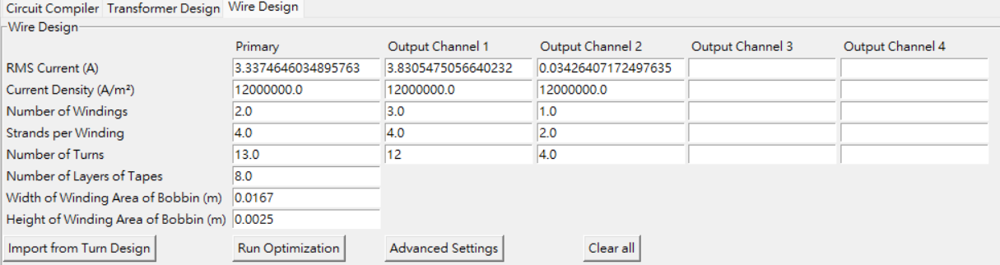 Circuit Compiler Transformer Design Wire Design
Wire Design
Primary Output Channel 1 Output Channel 2 Output Channel 3 Output Channel 4
RMS Current (A) 3.3374646034895763 3.8305475056640232 0.03426407172497635
Current Density (A/m²) 12000000.0 12000000.0 12000000.0
Number of Windings 2.0 3.0 1.0
Strands per Winding 4.0 4.0 2.0
Number of Turns 13.0 12 4.0
Number of Layers of Tapes 8.0
Width of Winding Area of Bobbin (m) 0.0167
Height of Winding Area of Bobbin (m) 0.0025
Import from Turn Design Run Optimization Advanced Settings Clear all